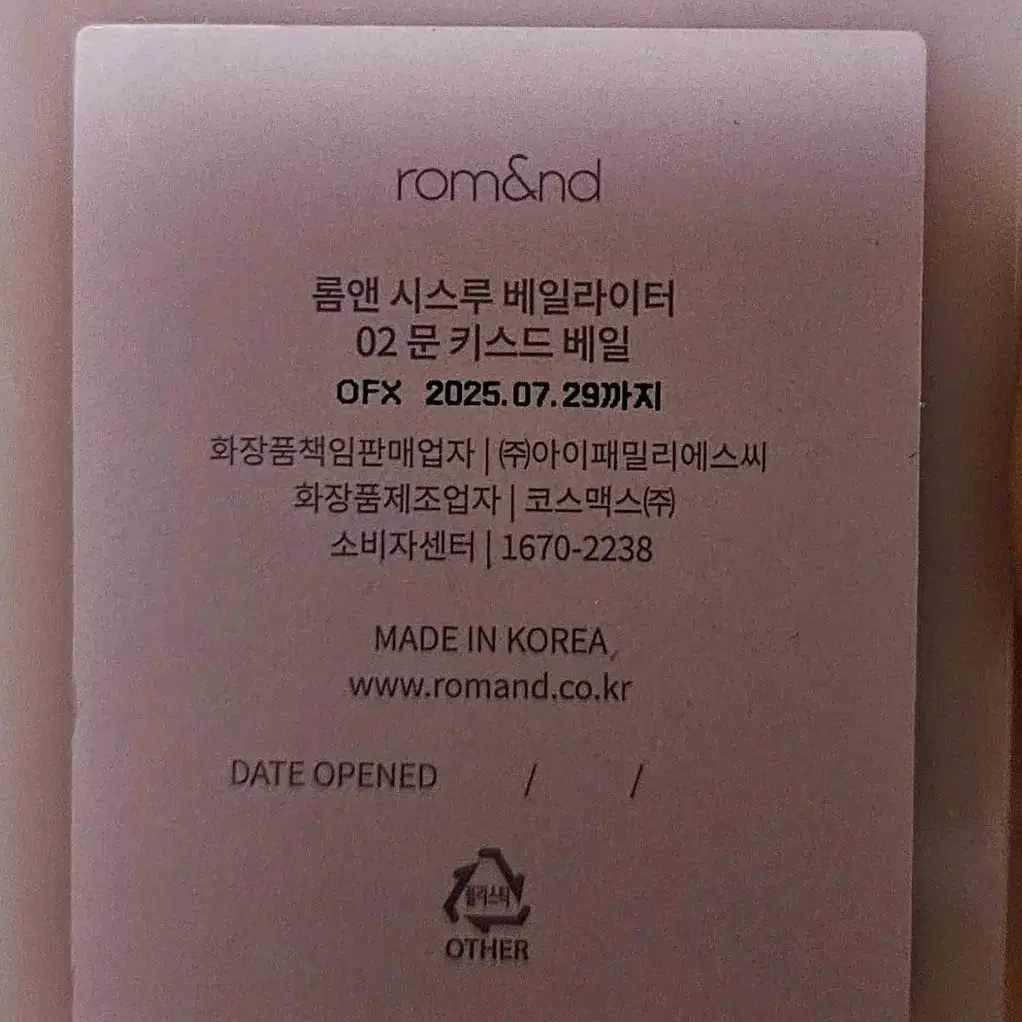 rom&nd
롬앤 시스루 베일라이터
02 문 키스드 베일
OFX 2025.07.29까지
화장품책임판매업자 | ㈜아이패밀리에스씨
화장품제조업자 | 코스맥스㈜
소비자센터 | 1670-2238
MADE IN KOREA
www.romand.co.kr
DATE OPENED / /
플라스틱
OTHER